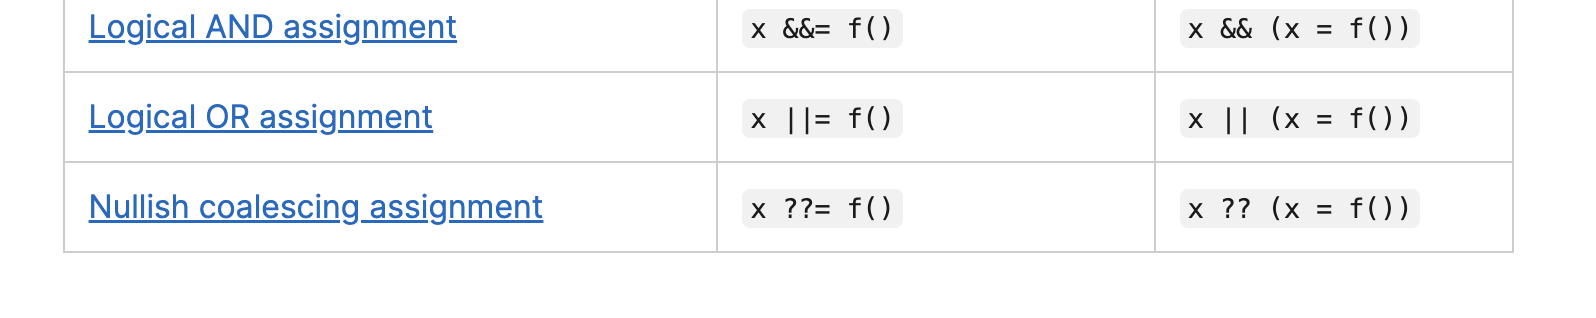 Logical AND assignment x &&= f() x && (x = f())
Logical OR assignment x ||= f() x || (x = f())
Nullish coalescing assignment x ??= f() x ?? (x = f())